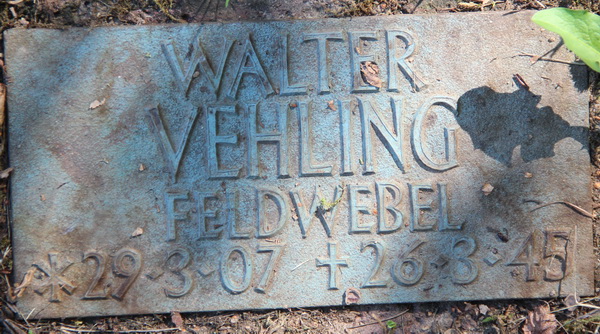 WALTER
VEHLING
FELDWEBEL
*29·3·07 ✝26·3·45